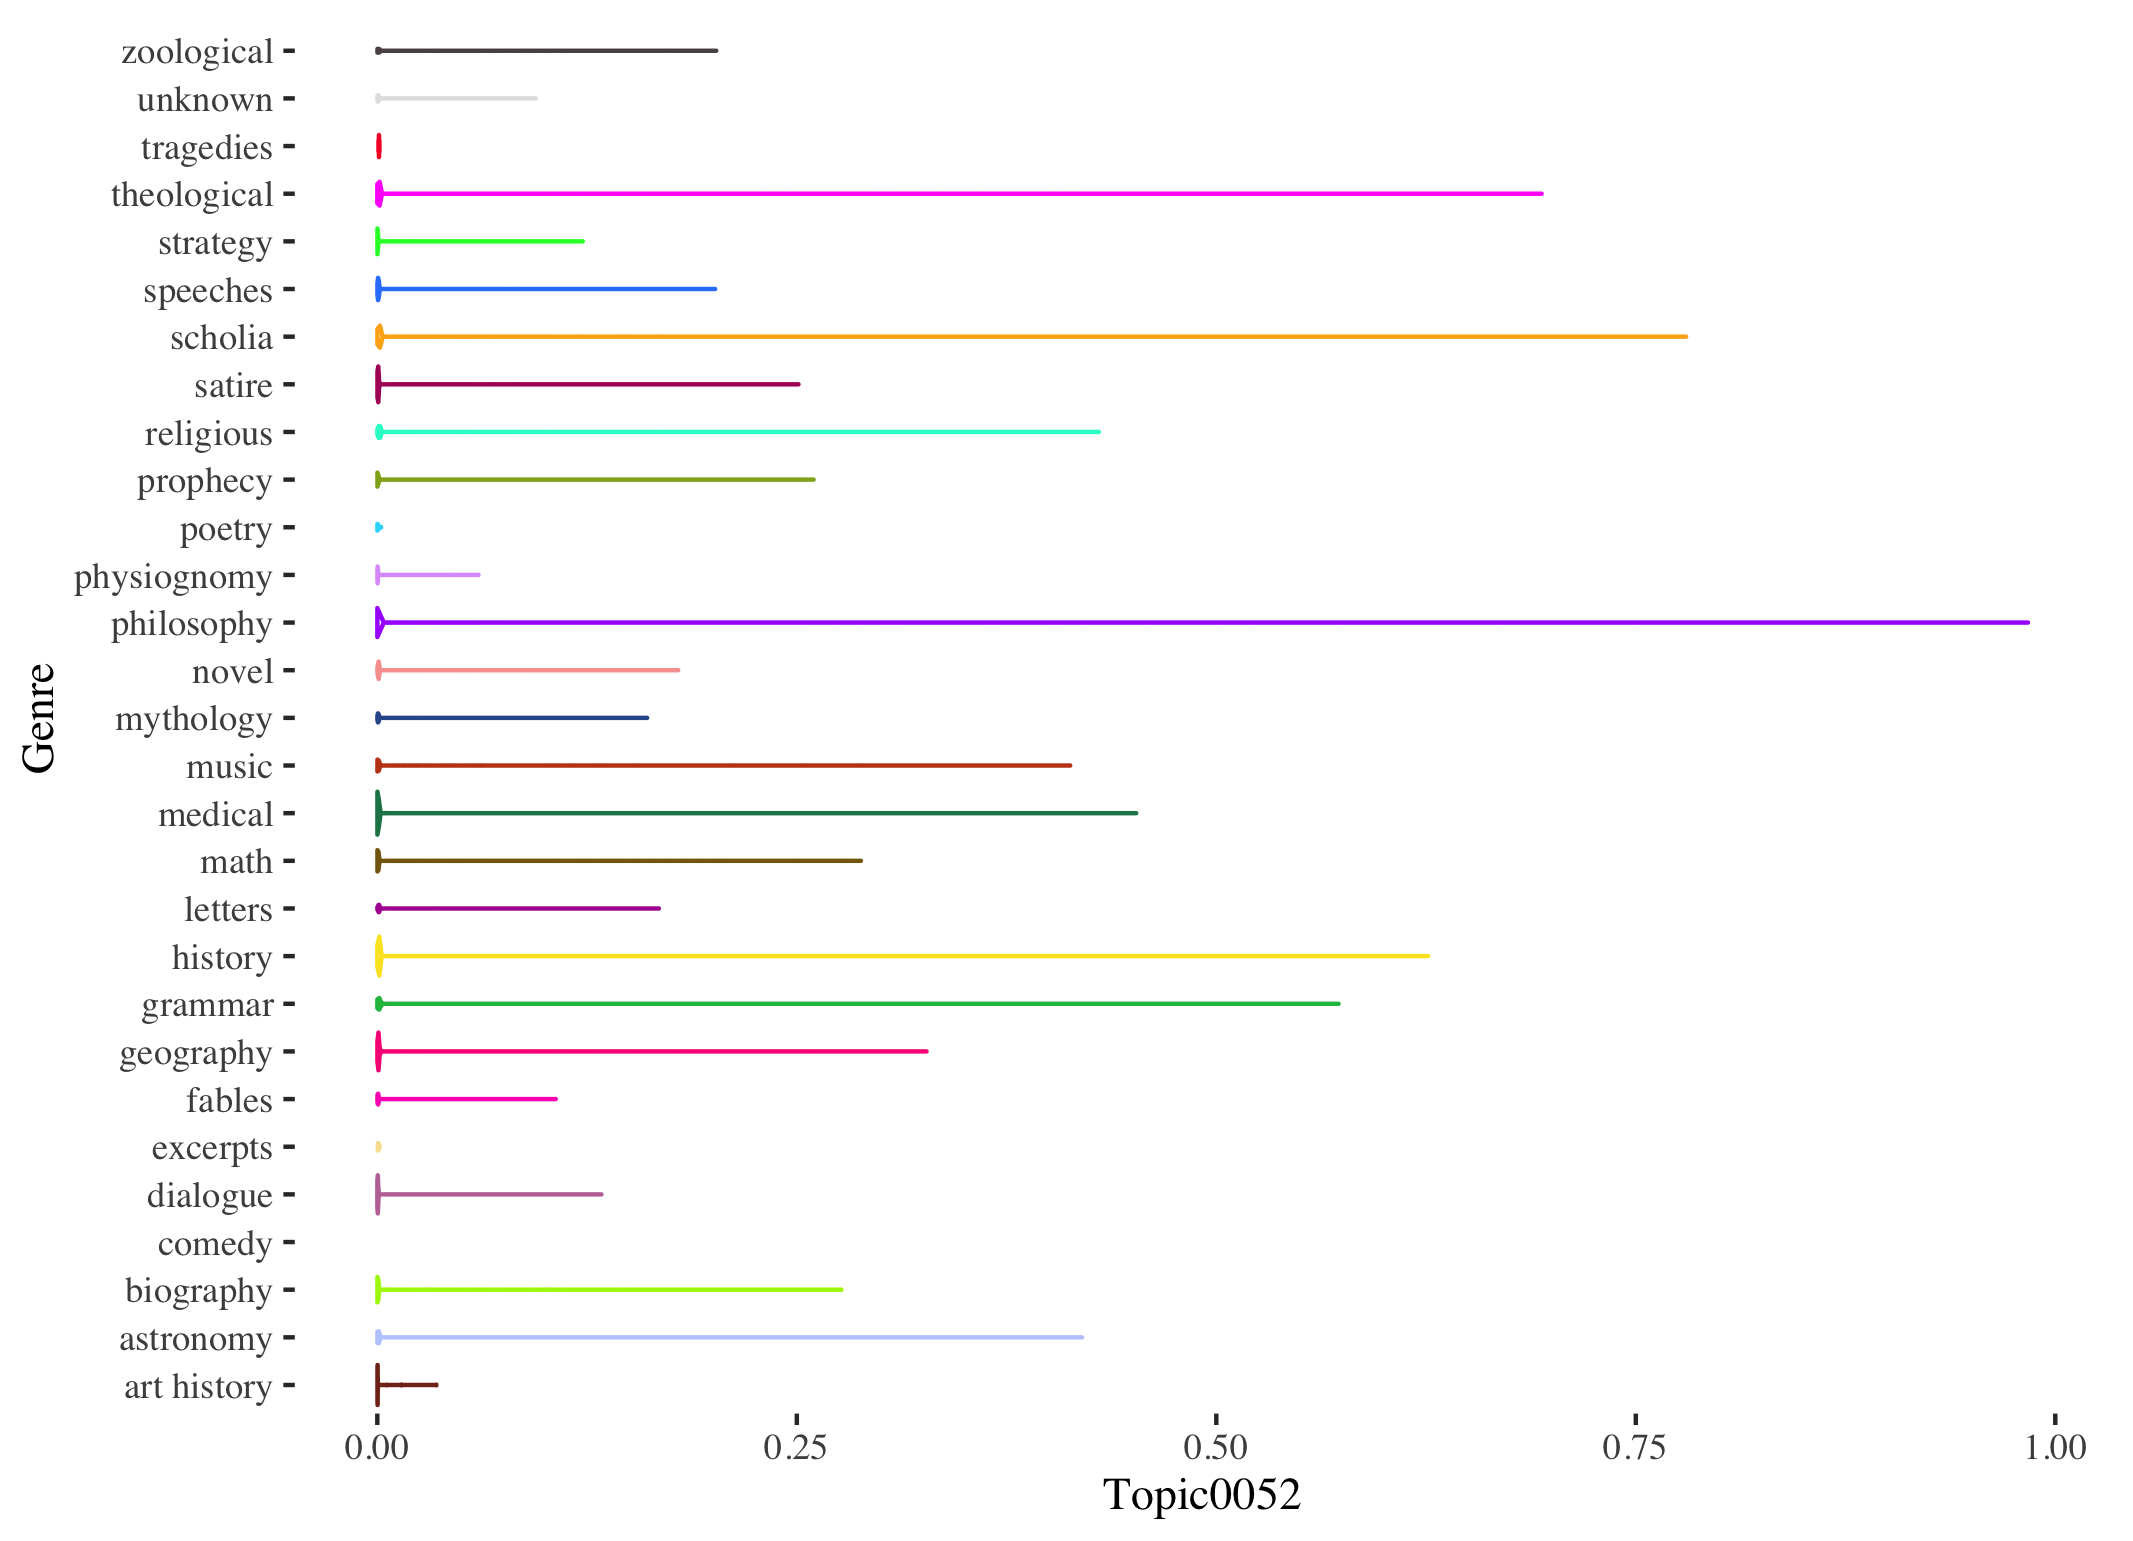 zoological
unknown
tragedies
theological
strategy
speeches
scholia
satire
religious
prophecy
poetry
physiognomy
philosophy
novel
mythology
music
medical
math
letters
history
grammar
geography
fables
excerpts
dialogue
comedy
biography
astronomy
art history
Genre
0.00 0.25 0.50 0.75 1.00
Topic0052